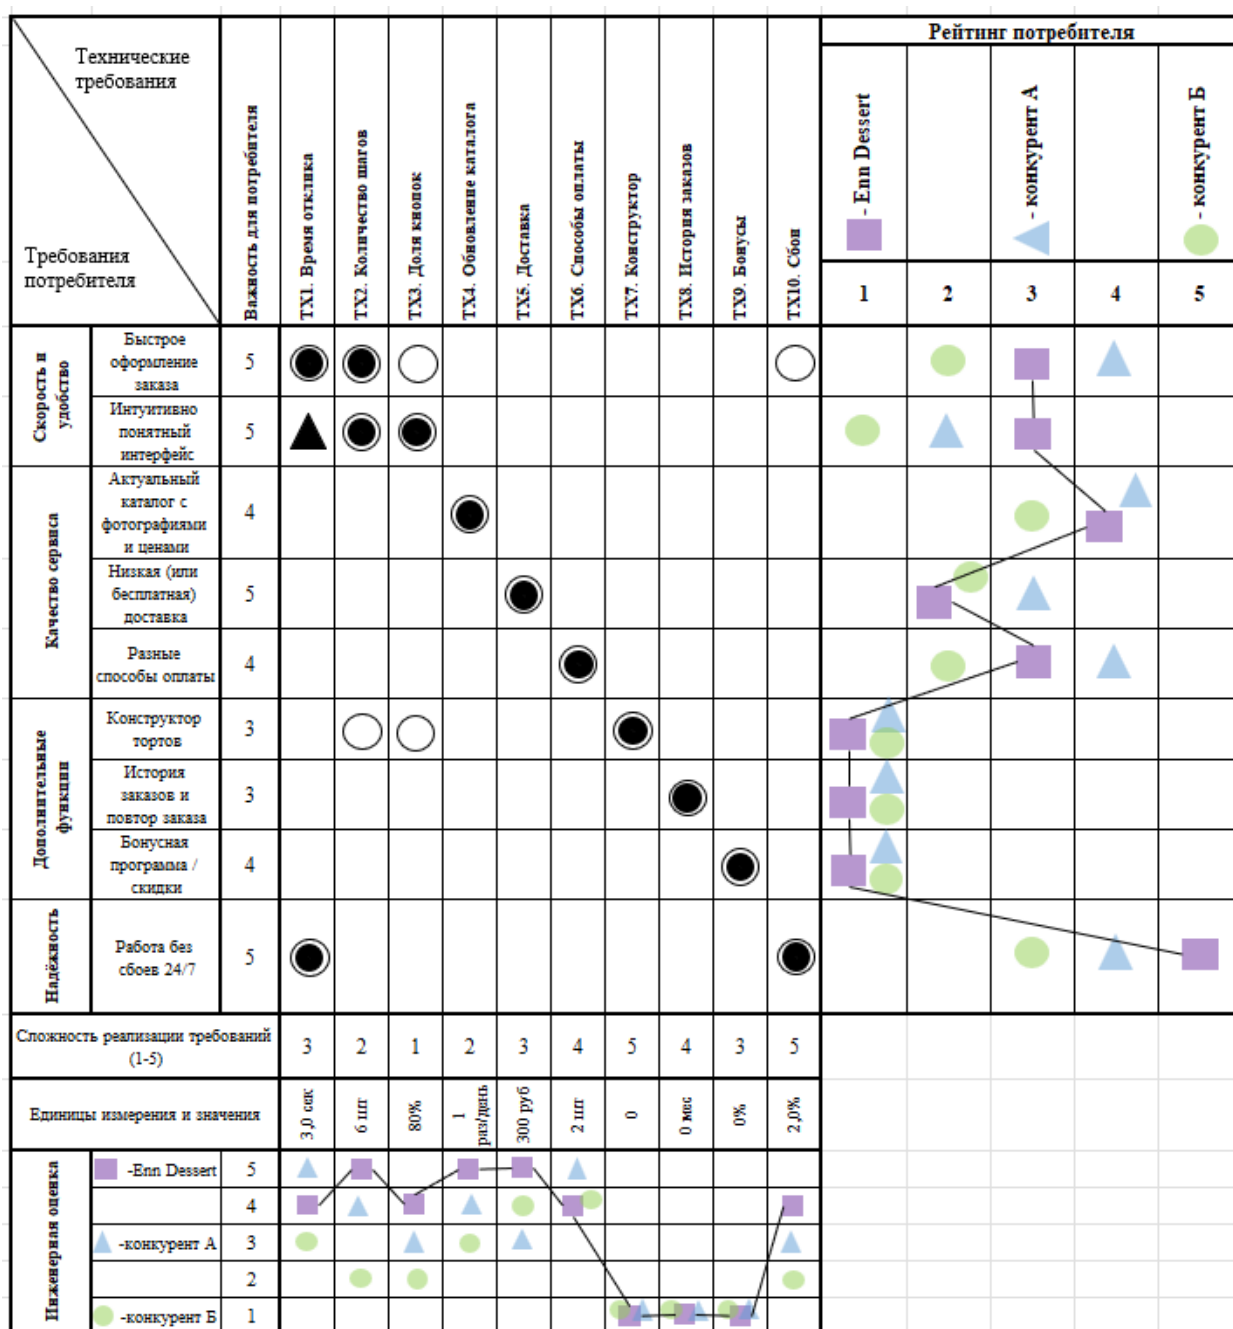 Рейтинг потребителя
Технические
требования
Требования
потребителя
Важность для потребителя
ТХ1. Время отклика
ТХ2. Количество шагов
ТХ3. Доля кнопок
ТХ4. Обновление каталога
ТХ5. Доставка
ТХ6. Способы оплаты
ТХ7. Конструктор
ТХ8. История заказов
ТХ9. Бонусы
ТХ10. Сбои
- Enn Dessert
- конкурент А
- конкурент Б
1 2 3 4 5
Скорость и
удобство
Быстрое
оформление
заказа
5
Интуитивно
понятный
интерфейс
5
Качество сервиса
Актуальный
каталог с
фотографиями
и ценами
4
Низкая (или
бесплатная)
доставка
5
Разные
способы оплаты
4
Дополнительные
функции
Конструктор
тортов
3
История
заказов и
повтор заказа
3
Бонусная
программа /
скидки
4
Надёжность
Работа без
сбоев 24/7
5
Сложность реализации требований
(1-5)
3 2 1 2 3 4 5 4 3 5
Единицы измерения и значения
3,0 сек
6 шт
80%
1
раз/день
300 руб
2 шт
0
0 мес
0%
2,0%
Инженерная оценка
-Enn Dessert 5
4
-конкурент А 3
2
-конкурент Б 1